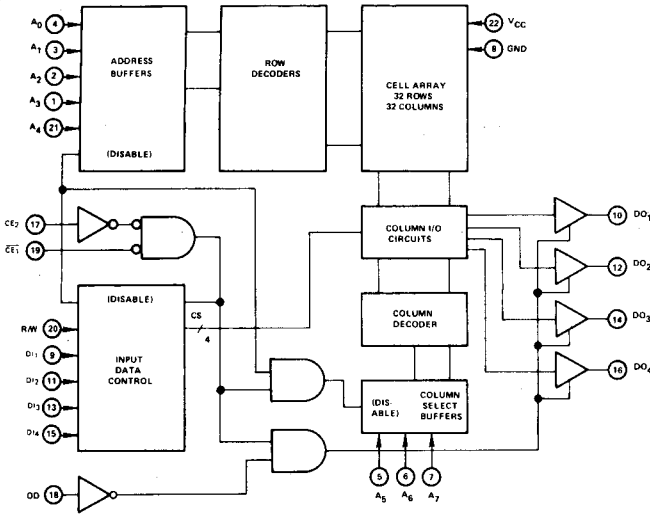 A0 4
A1 3
A2 2
A3 1
A4 21
ADDRESS
BUFFERS
(DISABLE)
ROW
DECODERS
CELL ARRAY
32 ROWS
32 COLUMNS
22 VCC
8 GND
CE2 17
CE1 19
COLUMN I/O
CIRCUITS
10 DO1
12 DO2
14 DO3
16 DO4
(DISABLE)
CS
4
R/W 20
DI1 9
DI2 11
DI3 13
DI4 15
INPUT
DATA
CONTROL
COLUMN
DECODER
(DIS-
ABLE)
COLUMN
SELECT
BUFFERS
5 6 7
A5 A6 A7
OD 18